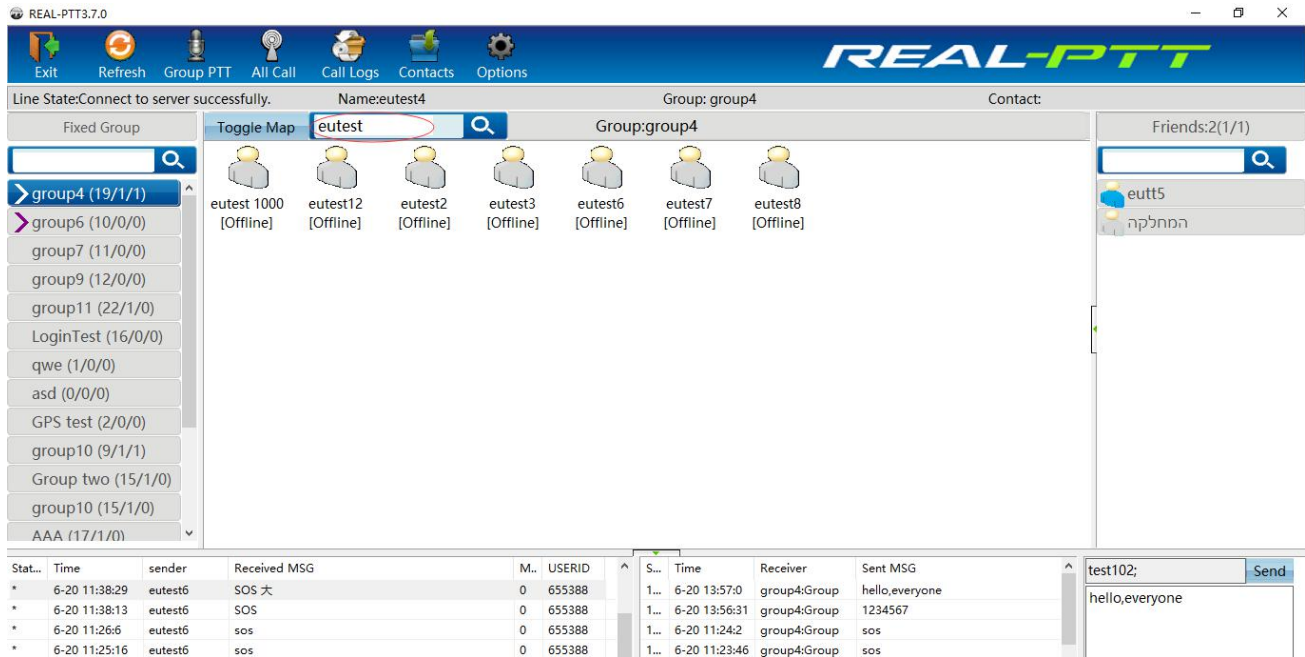 REAL-PTT3.7.0
Exit Refresh Group PTT All Call Call Logs Contacts Options
REAL-PTT
Line State:Connect to server successfully. Name:eutest4 Group: group4 Contact:
Fixed Group Toggle Map eutest Group:group4 Friends:2(1/1)
group4 (19/1/1)
group6 (10/0/0)
group7 (11/0/0)
group9 (12/0/0)
group11 (22/1/0)
LoginTest (16/0/0)
qwe (1/0/0)
asd (0/0/0)
GPS test (2/0/0)
group10 (9/1/1)
Group two (15/1/0)
group10 (15/1/0)
AAA (17/1/0)
eutest 1000 eutest12 eutest2 eutest3 eutest6 eutest7 eutest8
[Offline] [Offline] [Offline] [Offline] [Offline] [Offline] [Offline]
eutt5
המחלקה
Stat... Time sender Received MSG M.. USERID
* 6-20 11:38:29 eutest6 SOS 大 0 655388
* 6-20 11:38:13 eutest6 SOS 0 655388
* 6-20 11:26:6 eutest6 sos 0 655388
* 6-20 11:25:16 eutest6 sos 0 655388
S... Time Receiver Sent MSG
1... 6-20 13:57:0 group4:Group hello,everyone
1... 6-20 13:56:31 group4:Group 1234567
1... 6-20 11:24:2 group4:Group sos
1... 6-20 11:23:46 group4:Group sos
test102; Send
hello,everyone